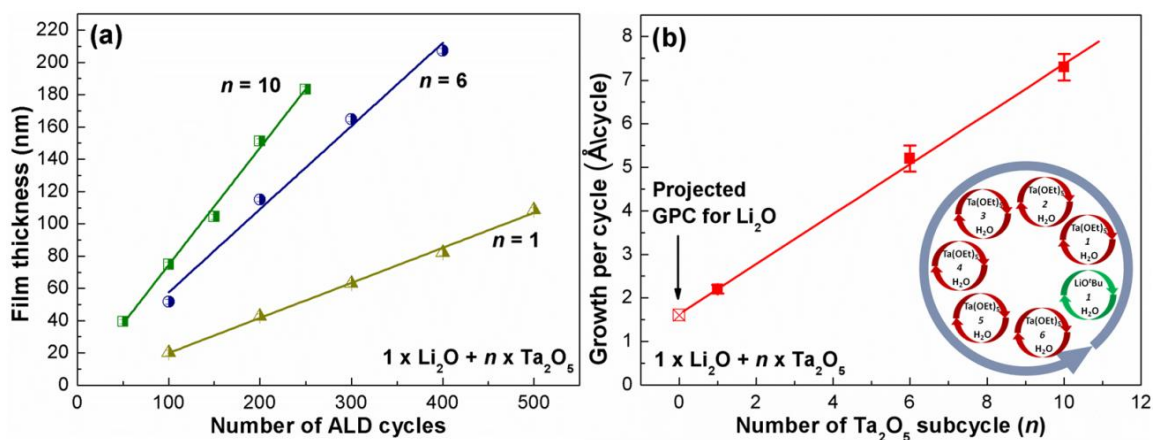 (a)
Film thickness (nm)
220
200
180
160
140
120
100
80
60
40
20
0
n = 10
n = 6
n = 1
1 x Li₂O + n x Ta₂O₅
0 100 200 300 400 500
Number of ALD cycles
(b)
Growth per cycle (Å\cycle)
8
7
6
5
4
3
2
1
0
Projected
GPC for Li₂O
1 x Li₂O + n x Ta₂O₅
Ta(OEt)₅
1
H₂O
Ta(OEt)₅
2
H₂O
Ta(OEt)₅
3
H₂O
Ta(OEt)₅
4
H₂O
Ta(OEt)₅
5
H₂O
Ta(OEt)₅
6
H₂O
LiOᵗBu
1
H₂O
0 2 4 6 8 10 12
Number of Ta₂O₅ subcycle (n)